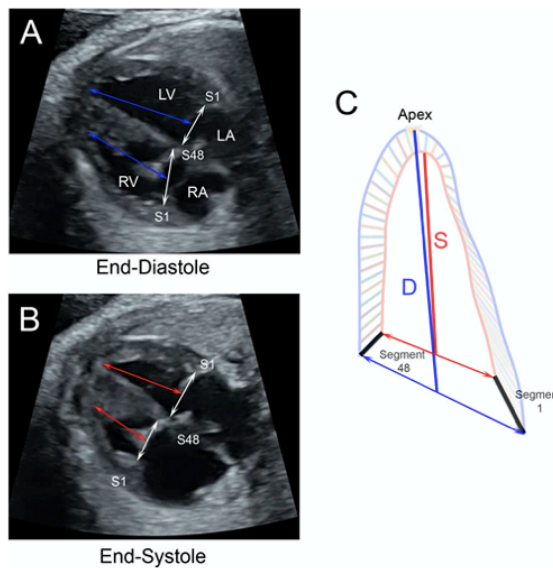 A
LV
S1
LA
S48
RV
RA
S1
End-Diastole
B
S1
S48
S1
End-Systole
C
Apex
S
D
Segment
48
Segmen
1